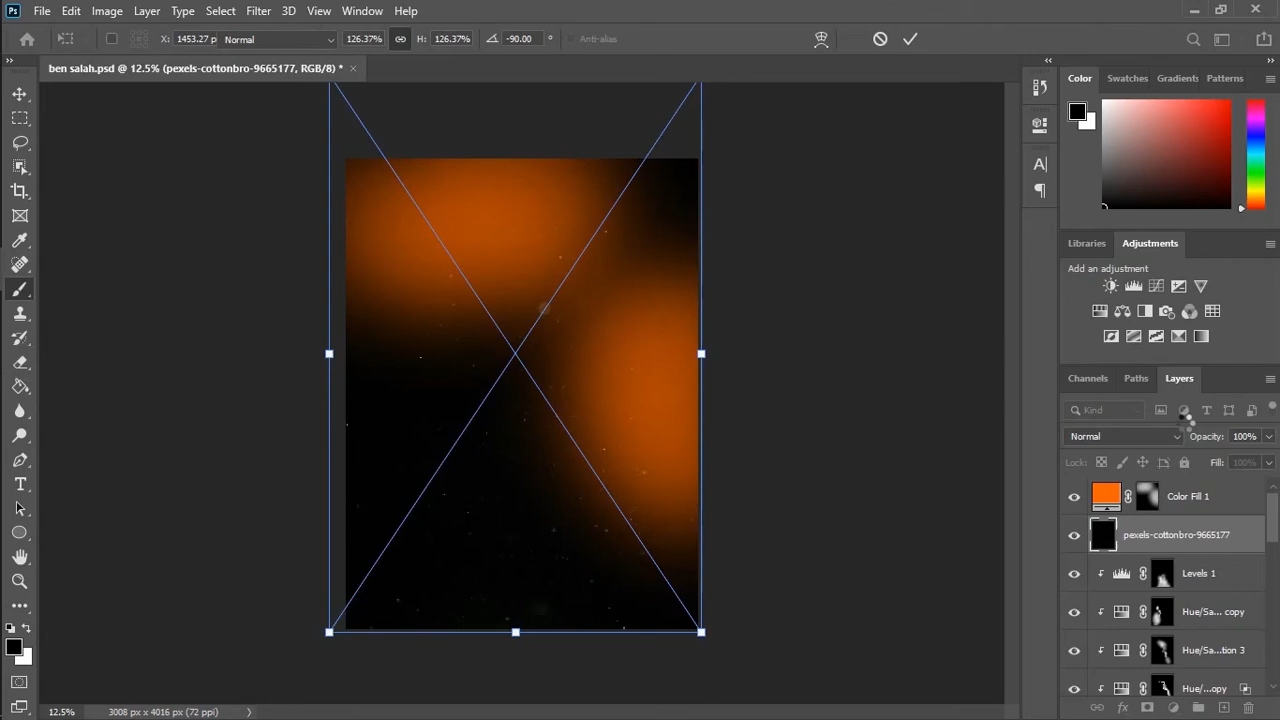 Ps File Edit Image Layer Type Select Filter 3D View Window Help
X: 1453.27 p Normal 126.37% H: 126.37% -90.00 ° Anti-alias
ben salah.psd @ 12.5% (pexels-cottonbro-9665177, RGB/8) * ×
Color Swatches Gradients Patterns
Libraries Adjustments
Add an adjustment
Channels Paths Layers
Kind
Normal Opacity: 100%
Lock: Fill: 100%
Color Fill 1
pexels-cottonbro-9665177
Levels 1
Hue/Sa... copy
Hue/Sa...tion 3
Hue/...opy
12.5% 3008 px x 4016 px (72 ppi)